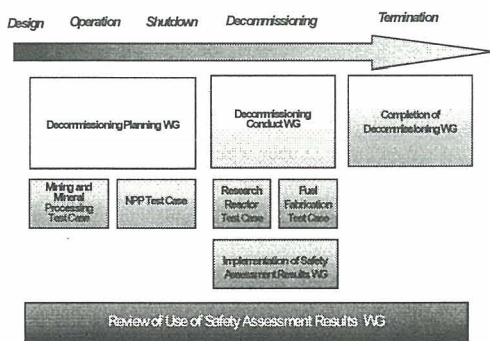 Design Operation Shutdown Decommissioning Termination
Decommissioning Planning WG
Decommissioning
Conduct WG
Completion of
Decommissioning WG
Mining and
Mineral
Processing
Test Case
NPP Test Case
Research
Reactor
Test Case
Fuel
Fabrication
Test Case
Implementation of Safety
Assessment Results WG
Review of Use of Safety Assessment Results WG